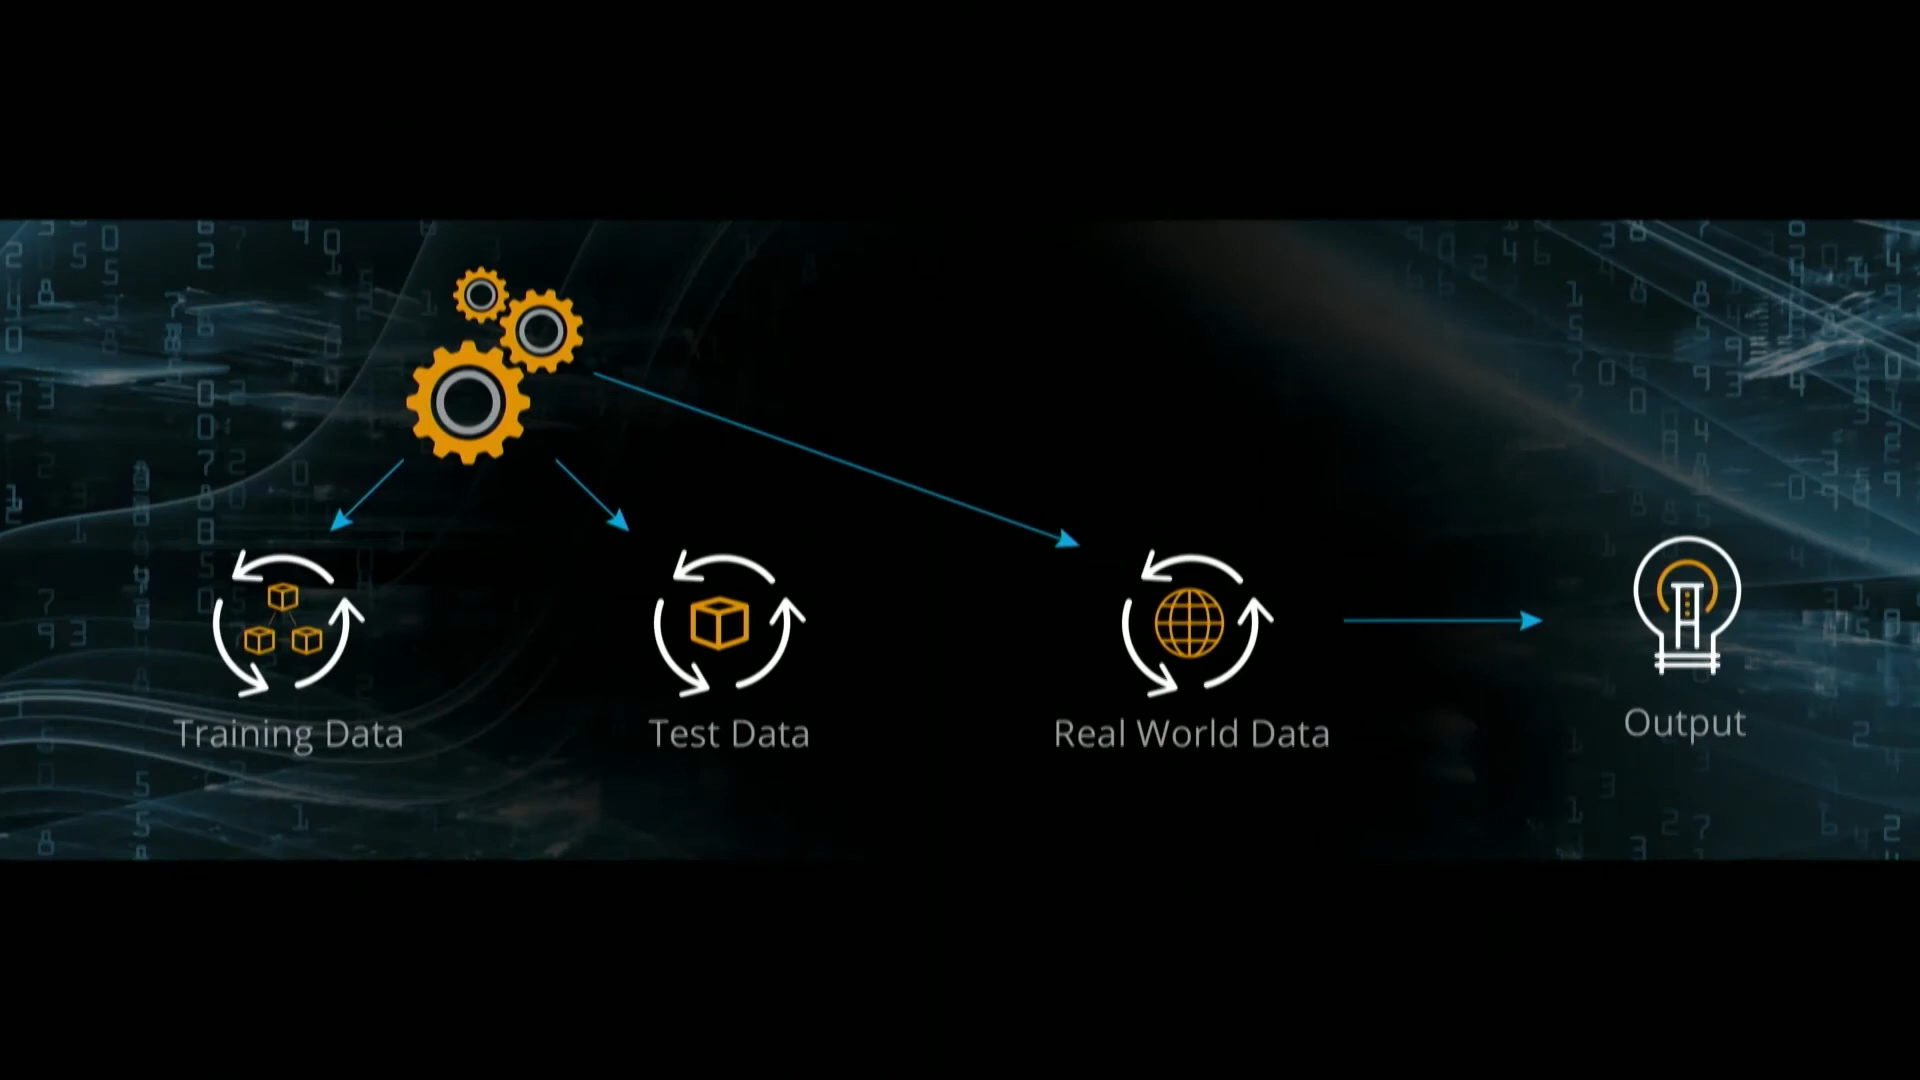 Training Data
Test Data
Real World Data
Output